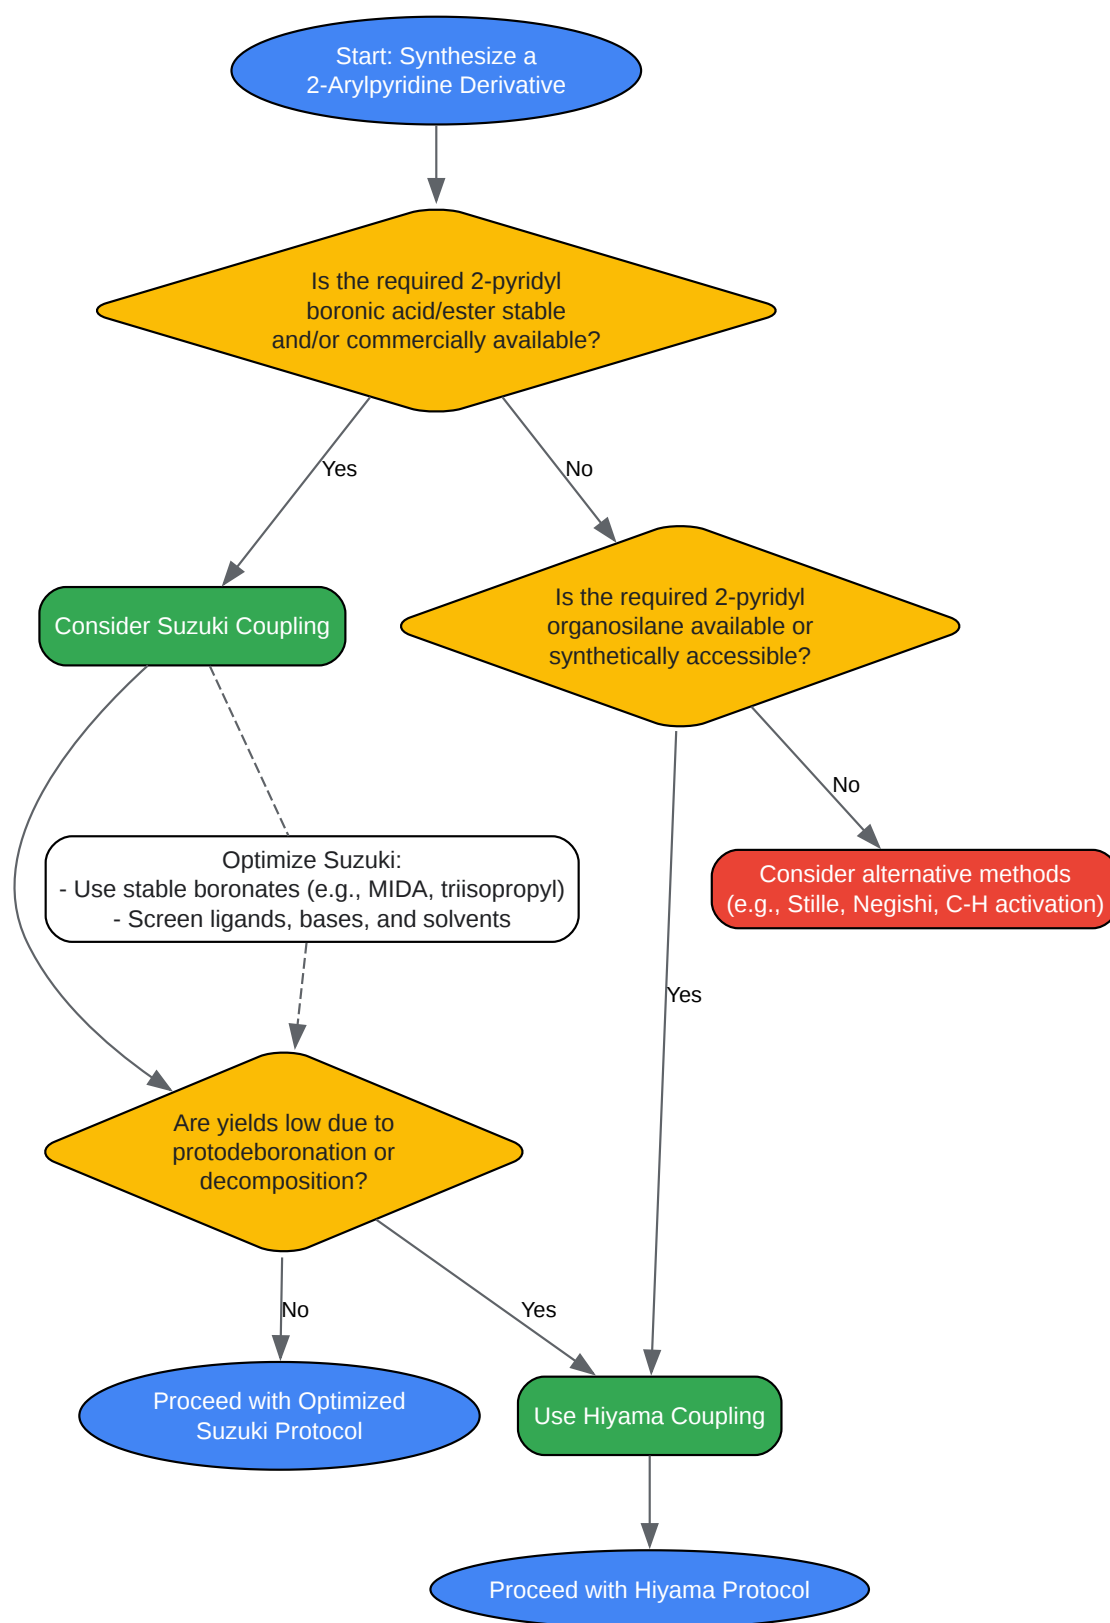 Start: Synthesize a
2-Arylpyridine Derivative
Is the required 2-pyridyl
boronic acid/ester stable
and/or commercially available?
Yes
No
Consider Suzuki Coupling
Is the required 2-pyridyl
organosilane available or
synthetically accessible?
No
Optimize Suzuki:
- Use stable boronates (e.g., MIDA, triisopropyl)
- Screen ligands, bases, and solvents
Consider alternative methods
(e.g., Stille, Negishi, C-H activation)
Yes
Are yields low due to
protodeboronation or
decomposition?
No
Yes
Proceed with Optimized
Suzuki Protocol
Use Hiyama Coupling
Proceed with Hiyama Protocol